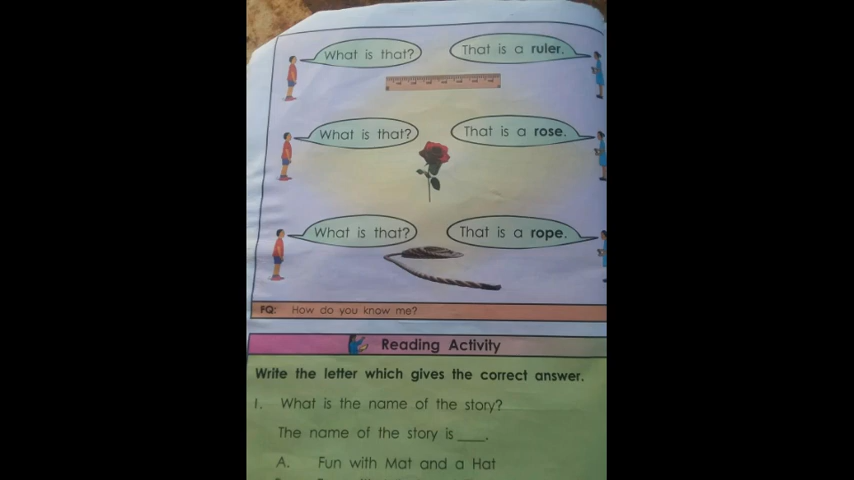 What is that? That is a ruler.
What is that? That is a rose.
What is that? That is a rope.
FQ: How do you know me?
Reading Activity
Write the letter which gives the correct answer.
1. What is the name of the story?
The name of the story is ____.
A. Fun with Mat and a Hat